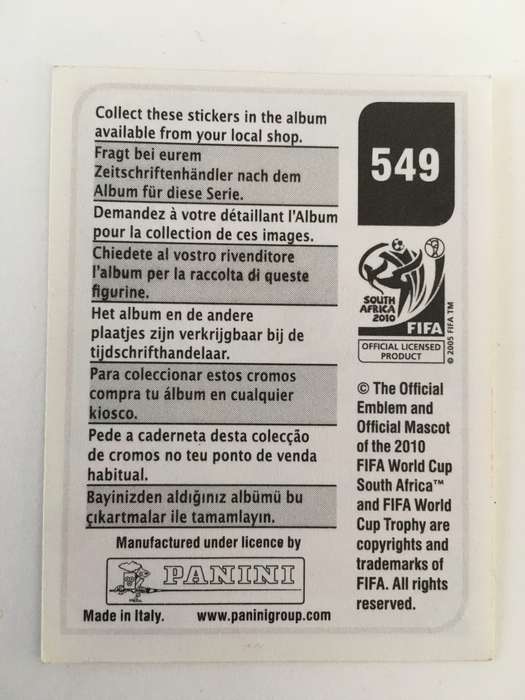 Collect these stickers in the album
available from your local shop.
Fragt bei eurem
Zeitschriftenhändler nach dem
Album für diese Serie.
Demandez à votre détaillant l'Album
pour la collection de ces images.
Chiedete al vostro rivenditore
l'album per la raccolta di queste
figurine.
Het album en de andere
plaatjes zijn verkrijgbaar bij de
tijdschrifthandelaar.
Para coleccionar estos cromos
compra tu álbum en cualquier
kiosco.
Pede a caderneta desta colecção
de cromos no teu ponto de venda
habitual.
Bayinizden aldığınız albümü bu
çıkartmalar ile tamamlayın.
Manufactured under licence by
PANINI
Made in Italy. www.paninigroup.com
549
SOUTH
AFRICA
2010
FIFA
OFFICIAL LICENSED
PRODUCT
© 2005 FIFA TM
© The Official
Emblem and
Official Mascot
of the 2010
FIFA World Cup
South Africa™
and FIFA World
Cup Trophy are
copyrights and
trademarks of
FIFA. All rights
reserved.